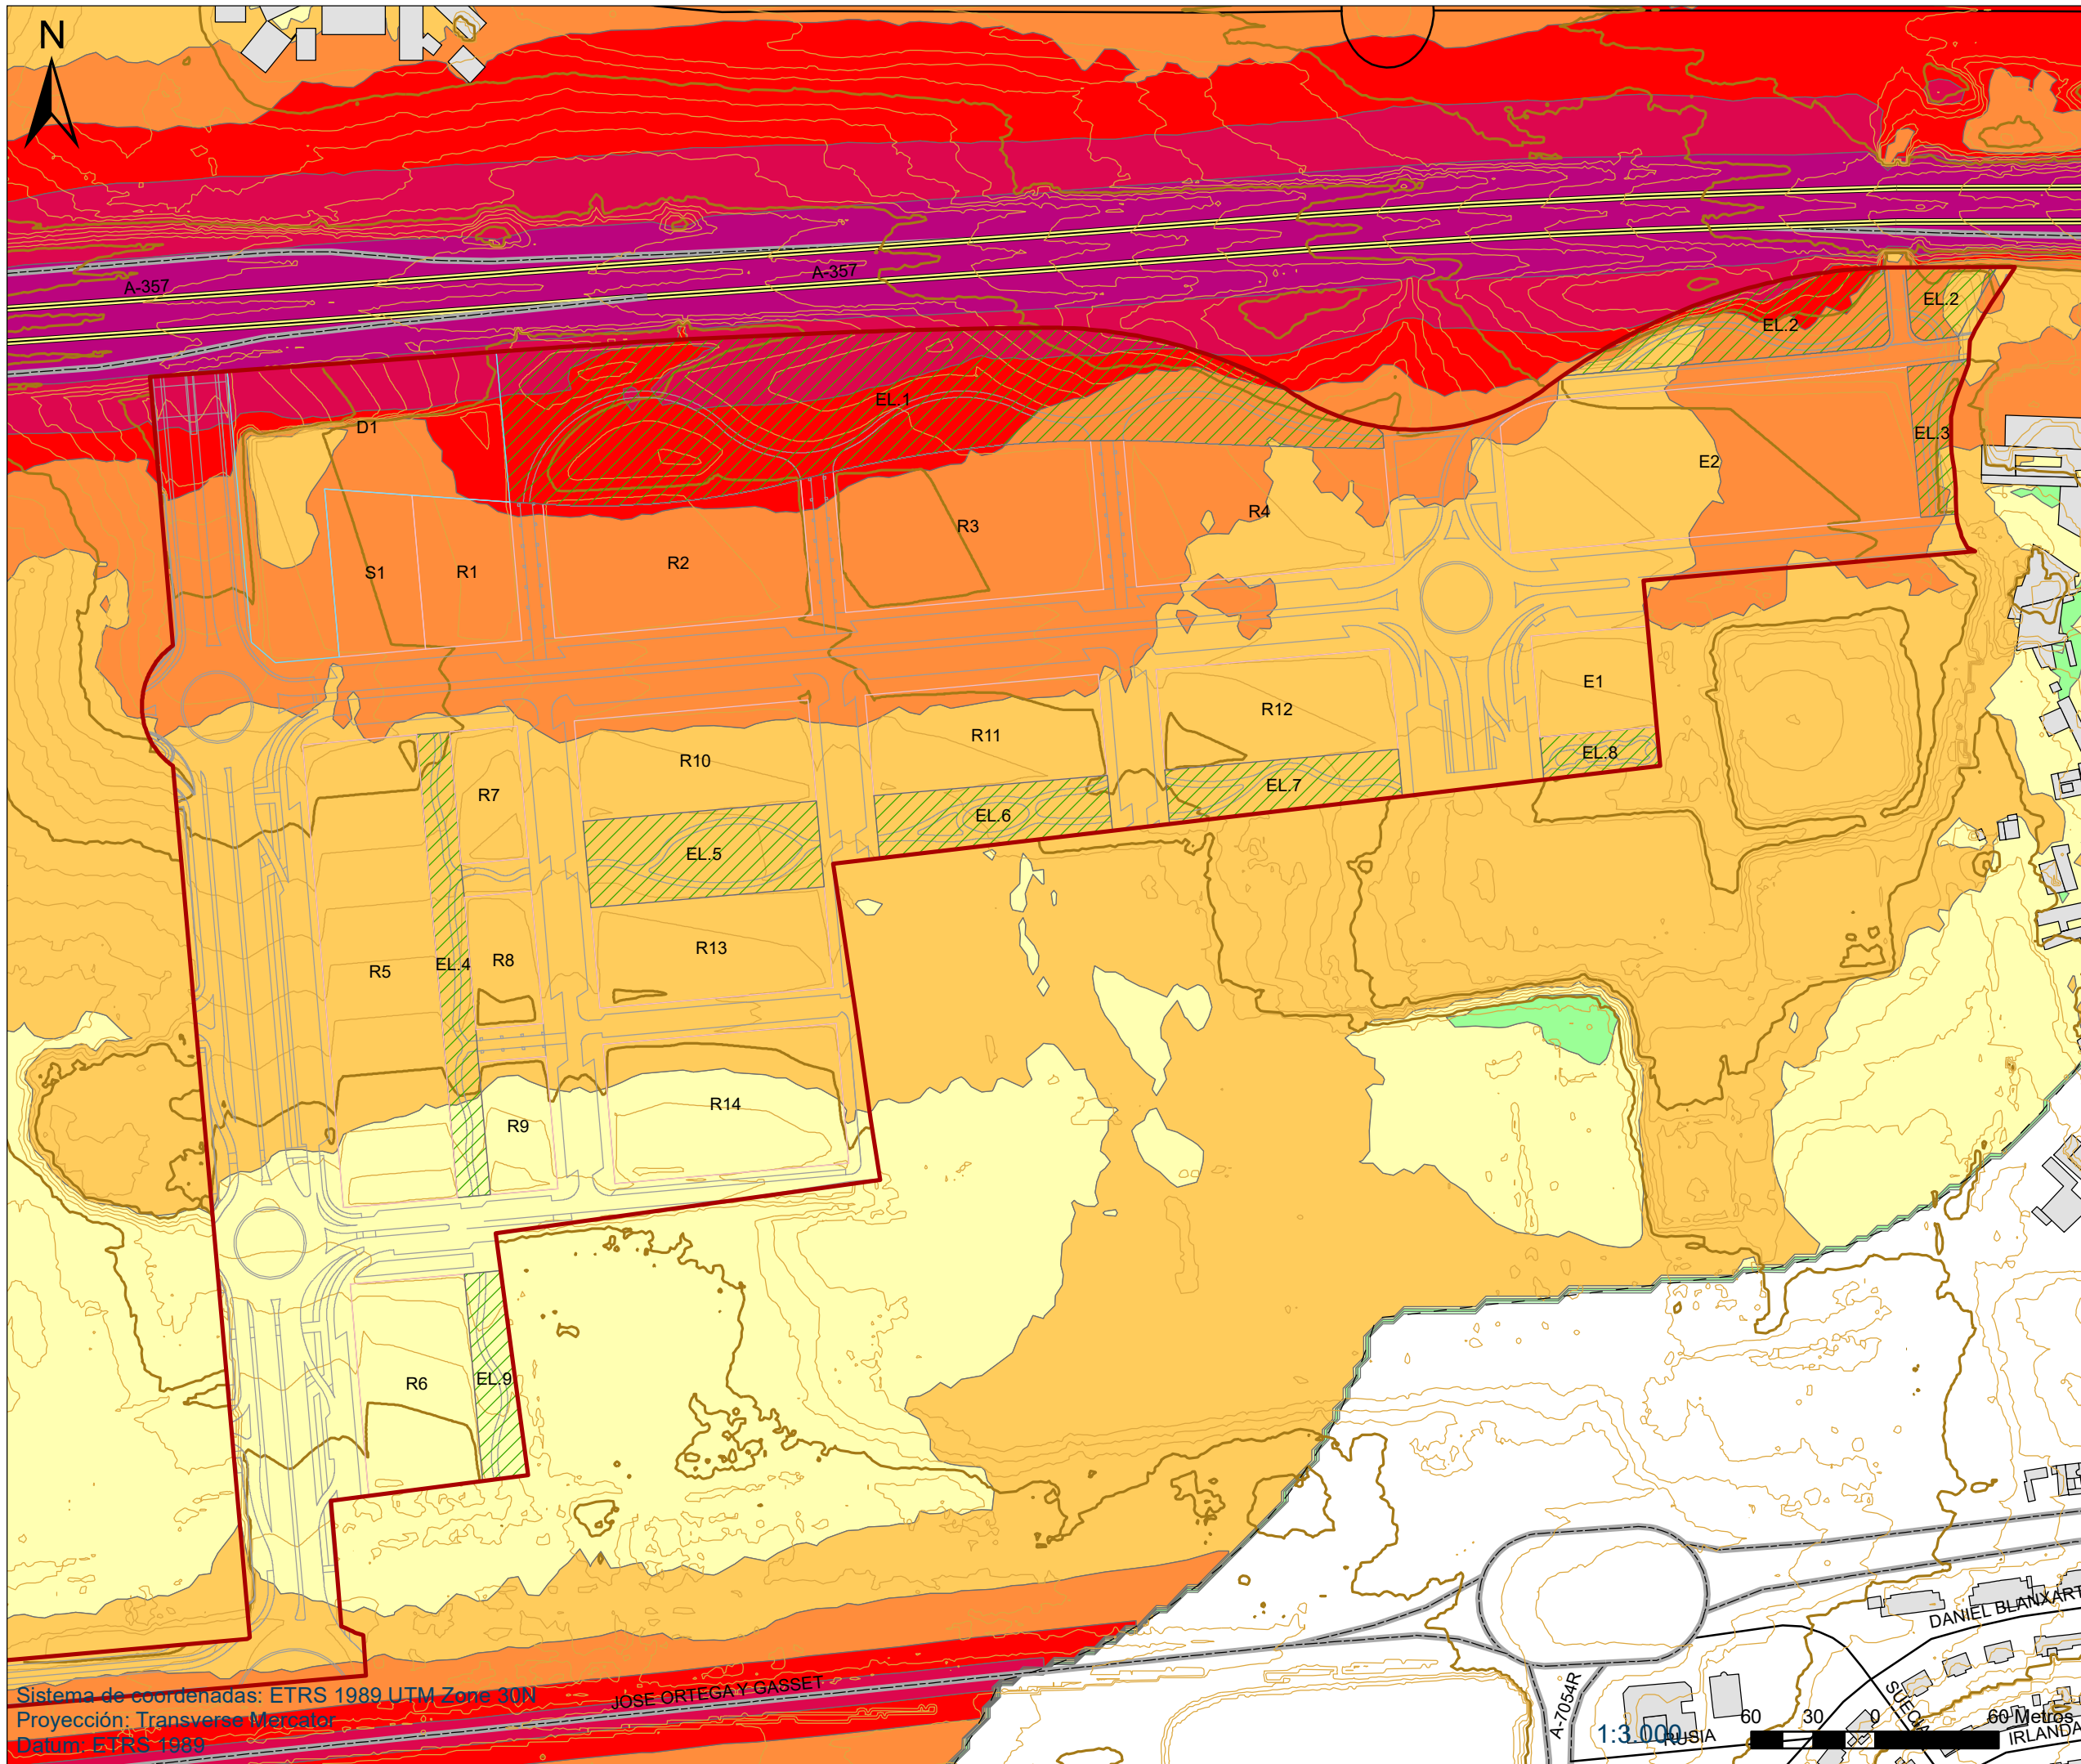 N
A-357
A-357
EL.2
EL.2
EL.1
D1
EL.3
E2
R4
R3
S1
R1
R2
E1
R12
R11
R10
EL.8
EL.7
R7
EL.6
EL.5
R13
R8
EL.4
R5
R14
R9
R6
EL.9
DANIEL BLANXART
JOSE ORTEGA Y GASSET
A-7054R
SUECIA
RUSIA
IRLANDA
Sistema de coordenadas: ETRS 1989 UTM Zone 30N
Proyección: Transverse Mercator
Datum: ETRS 1989
1:3.000
60 30 0 60 Metros